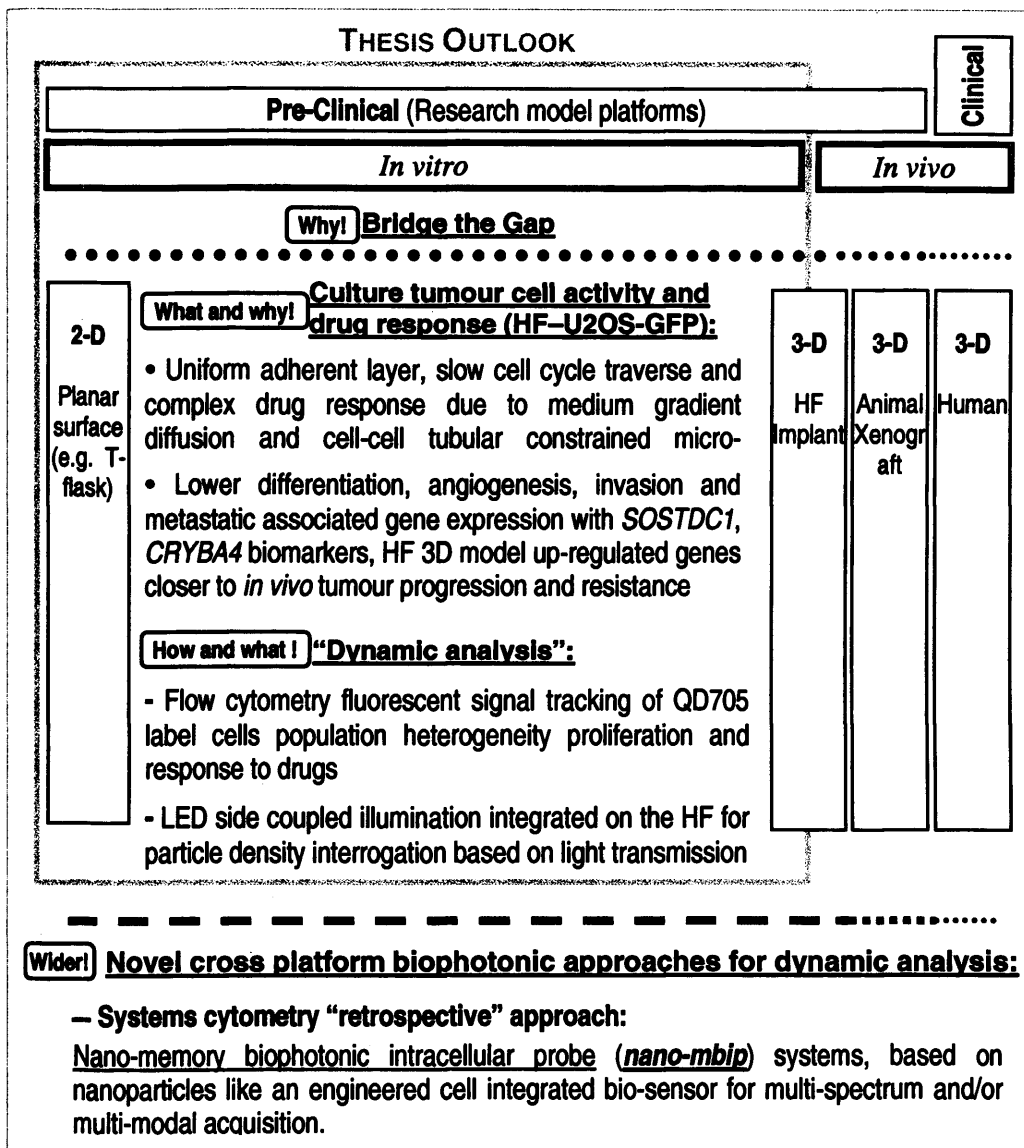 THESIS OUTLOOK
Clinical
Pre-Clinical (Research model platforms)
In vitro
In vivo
Why! Bridge the Gap
2-D
Planar
surface
(e.g. T-
flask)
What and why! Culture tumour cell activity and
drug response (HF–U2OS-GFP):
• Uniform adherent layer, slow cell cycle traverse and
complex drug response due to medium gradient
diffusion and cell-cell tubular constrained micro-
• Lower differentiation, angiogenesis, invasion and
metastatic associated gene expression with SOSTDC1,
CRYBA4 biomarkers, HF 3D model up-regulated genes
closer to in vivo tumour progression and resistance
How and what ! "Dynamic analysis":
- Flow cytometry fluorescent signal tracking of QD705
label cells population heterogeneity proliferation and
response to drugs
- LED side coupled illumination integrated on the HF for
particle density interrogation based on light transmission
3-D
HF
Implant
3-D
Animal
Xenogr
aft
3-D
Human
Wider! Novel cross platform biophotonic approaches for dynamic analysis:
– Systems cytometry "retrospective" approach:
Nano-memory biophotonic intracellular probe (nano-mbip) systems, based on
nanoparticles like an engineered cell integrated bio-sensor for multi-spectrum and/or
multi-modal acquisition.